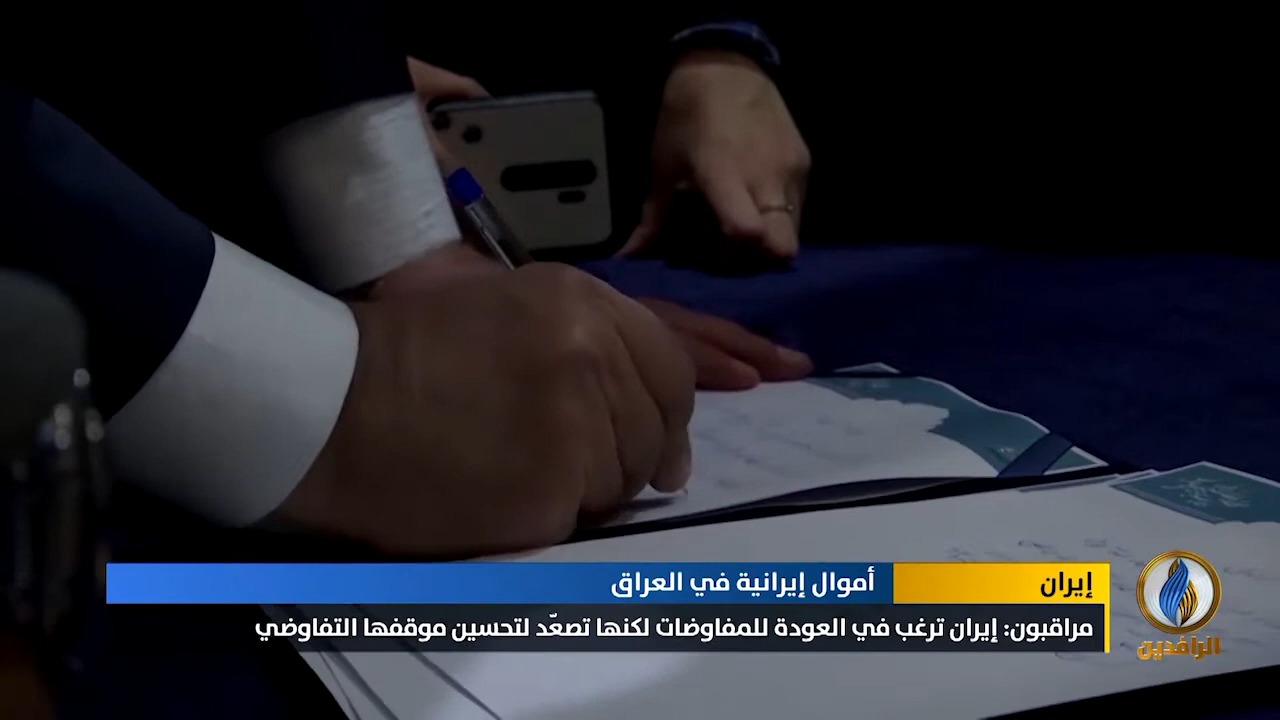 إيران
أموال إيرانية في العراق
مراقبون: إيران ترغب في العودة للمفاوضات لكنها تصعّد لتحسين موقفها التفاوضي
الرافدين